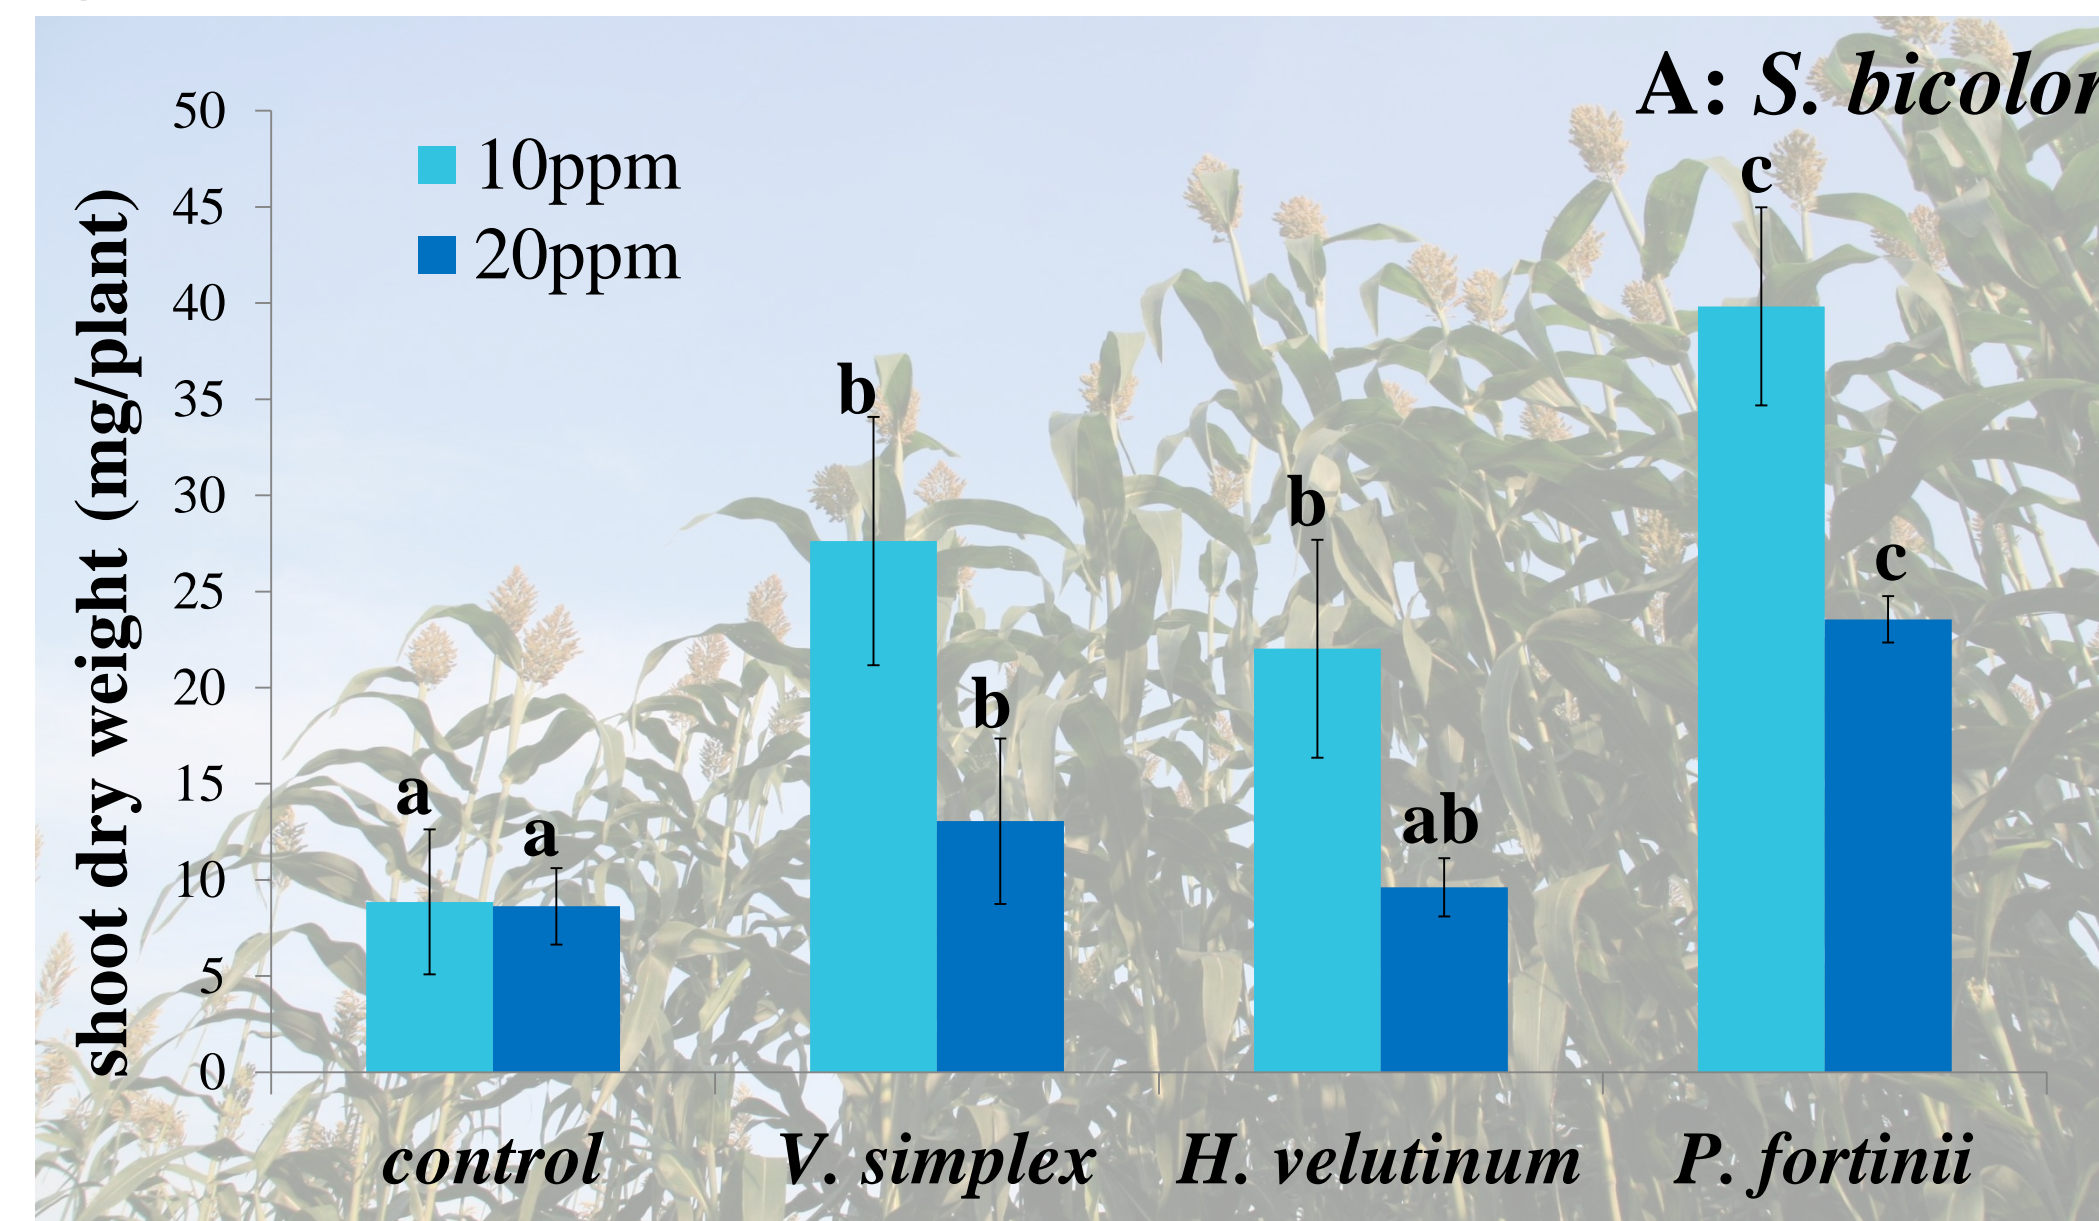 A: S. bicolor
50
45
40
35
30
25
20
15
10
5
0
shoot dry weight (mg/plant)
10ppm
20ppm
a
a
b
b
b
ab
c
c
control
V. simplex
H. velutinum
P. fortinii